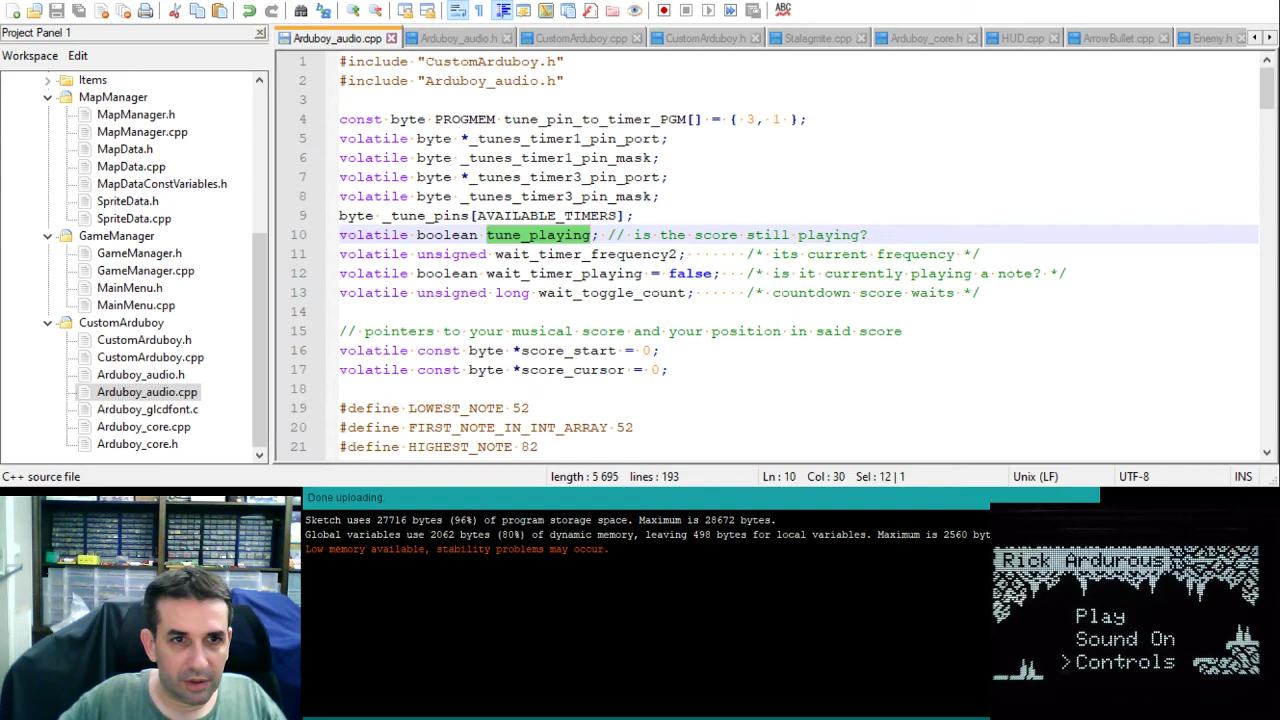 Project Panel 1
Workspace Edit
Items
MapManager
MapManager.h
MapManager.cpp
MapData.h
MapData.cpp
MapDataConstVariables.h
SpriteData.h
SpriteData.cpp
GameManager
GameManager.h
GameManager.cpp
MainMenu.h
MainMenu.cpp
CustomArduboy
CustomArduboy.h
CustomArduboy.cpp
Arduboy_audio.h
Arduboy_audio.cpp
Arduboy_glcdfont.c
Arduboy_core.cpp
Arduboy_core.h
ABC
Arduboy_audio.cpp Arduboy_audio.h CustomArduboy.cpp CustomArduboy.h Stalagmite.cpp Arduboy_core.h HUD.cpp ArrowBullet.cpp Enemy.h
1 #include "CustomArduboy.h"
2 #include "Arduboy_audio.h"
3
4 const byte PROGMEM tune_pin_to_timer_PGM[] = { 3, 1 };
5 volatile byte *_tunes_timer1_pin_port;
6 volatile byte _tunes_timer1_pin_mask;
7 volatile byte *_tunes_timer3_pin_port;
8 volatile byte _tunes_timer3_pin_mask;
9 byte _tune_pins[AVAILABLE_TIMERS];
10 volatile boolean tune_playing; // is the score still playing?
11 volatile unsigned wait_timer_frequency2; /* its current frequency */
12 volatile boolean wait_timer_playing = false; /* is it currently playing a note? */
13 volatile unsigned long wait_toggle_count; /* countdown score waits */
14
15 // pointers to your musical score and your position in said score
16 volatile const byte *score_start = 0;
17 volatile const byte *score_cursor = 0;
18
19 #define LOWEST_NOTE 52
20 #define FIRST_NOTE_IN_INT_ARRAY 52
21 #define HIGHEST_NOTE 82
C++ source file length : 5 695 lines : 193 Ln : 10 Col : 30 Sel : 12 | 1 Unix (LF) UTF-8 INS
Done uploading.
Sketch uses 27716 bytes (96%) of program storage space. Maximum is 28672 bytes.
Global variables use 2062 bytes (80%) of dynamic memory, leaving 498 bytes for local variables. Maximum is 2560 byt
Low memory available, stability problems may occur.
Rick Ardurous
Play
Sound On
>Controls